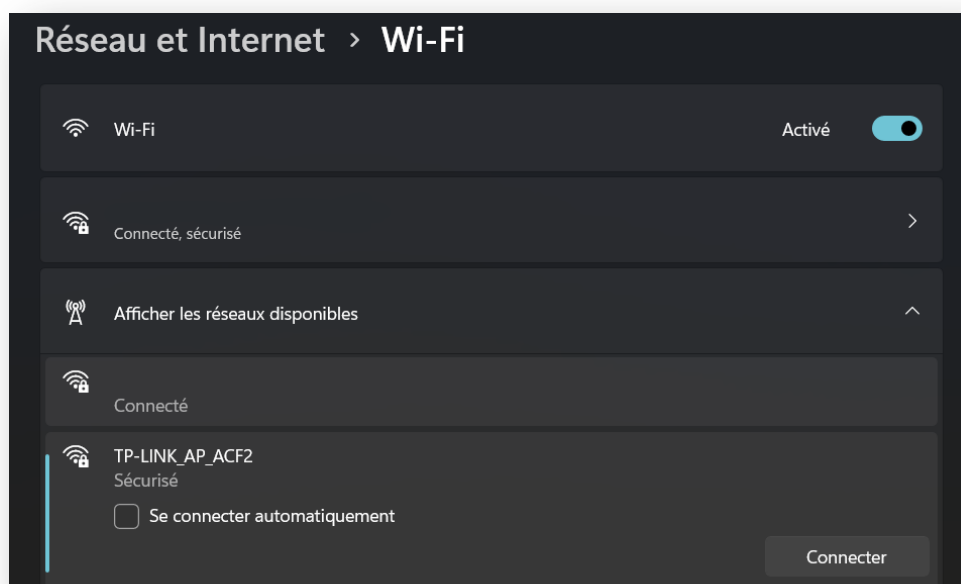 Réseau et Internet > Wi-Fi
Wi-Fi
Activé
Connecté, sécurisé
Afficher les réseaux disponibles
Connecté
TP-LINK_AP_ACF2
Sécurisé
Se connecter automatiquement
Connecter